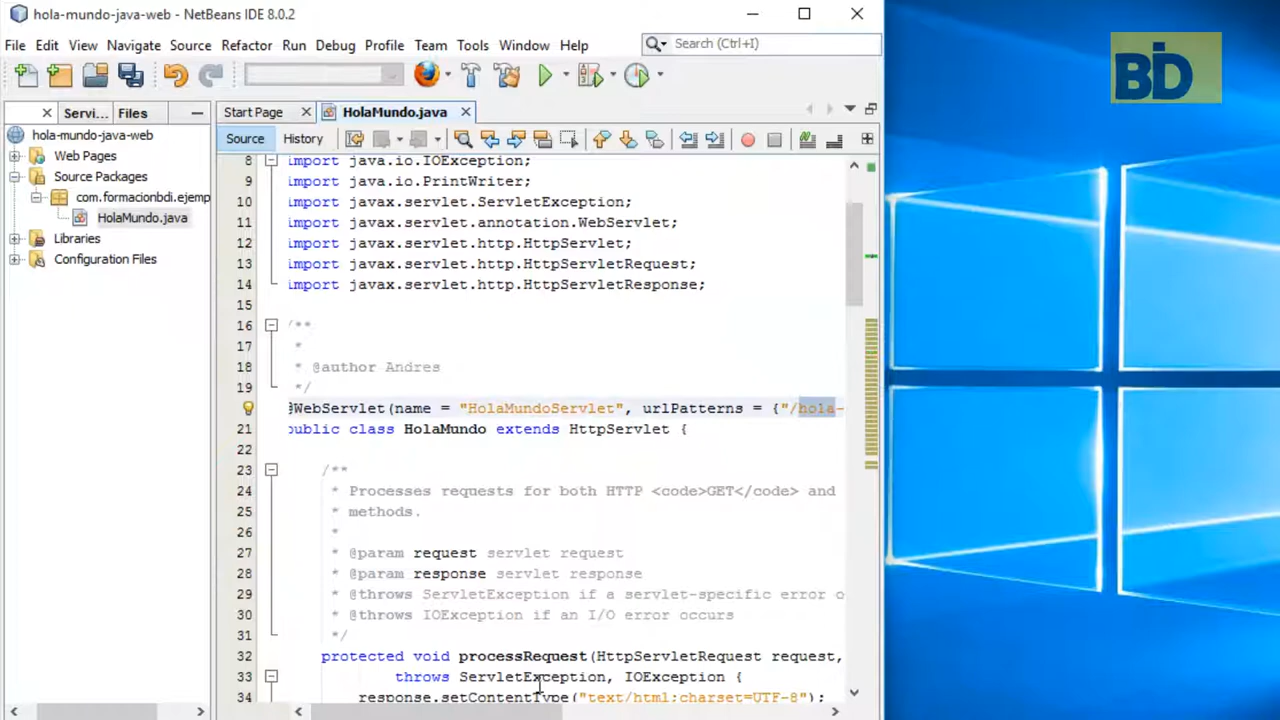 hola-mundo-java-web - NetBeans IDE 8.0.2
File Edit View Navigate Source Refactor Run Debug Profile Team Tools Window Help
Search (Ctrl+I)
BDI
Servi... Files
Start Page HolaMundo.java
hola-mundo-java-web
Web Pages
Source Packages
com.formacionbdi.ejemp
HolaMundo.java
Libraries
Configuration Files
Source History
8 import java.io.IOException;
9 import java.io.PrintWriter;
10 import javax.servlet.ServletException;
11 import javax.servlet.annotation.WebServlet;
12 import javax.servlet.http.HttpServlet;
13 import javax.servlet.http.HttpServletRequest;
14 import javax.servlet.http.HttpServletResponse;
15
16 /**
17 *
18 * @author Andres
19 */
@WebServlet(name = "HolaMundoServlet", urlPatterns = {"/hola-
21 public class HolaMundo extends HttpServlet {
22
23 /**
24 * Processes requests for both HTTP <code>GET</code> and
25 * methods.
26 *
27 * @param request servlet request
28 * @param response servlet response
29 * @throws ServletException if a servlet-specific error o
30 * @throws IOException if an I/O error occurs
31 */
32 protected void processRequest(HttpServletRequest request,
33 throws ServletException, IOException {
34 response.setContentType("text/html;charset=UTF-8");